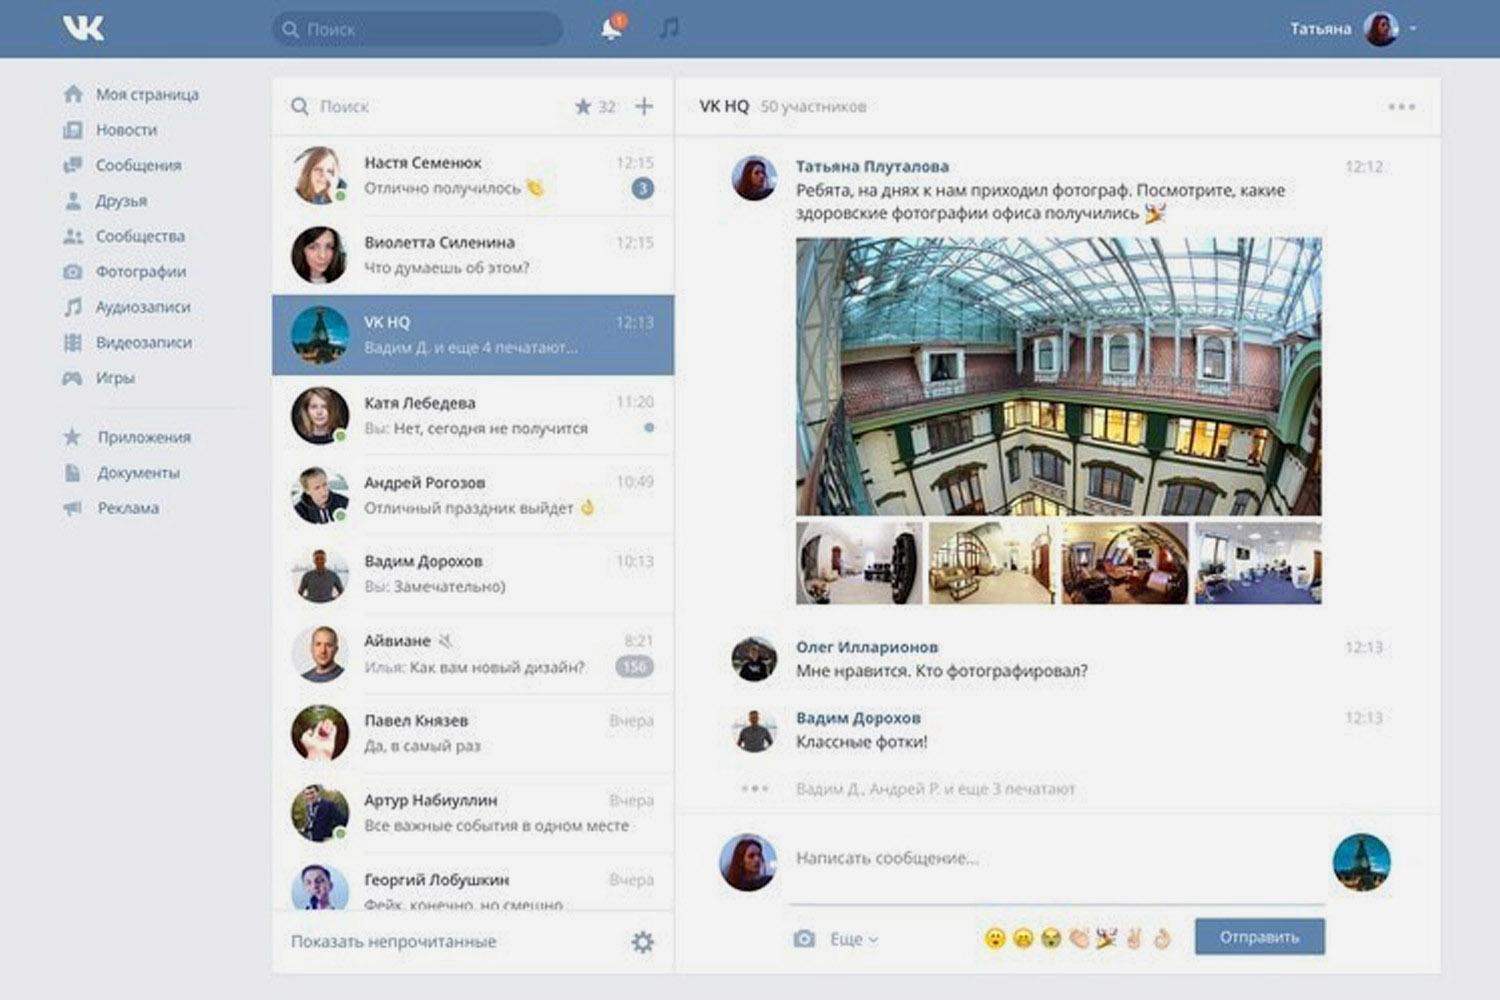 VK
Поиск
1
Татьяна
Моя страница
Новости
Сообщения
Друзья
Сообщества
Фотографии
Аудиозаписи
Видеозаписи
Игры
Приложения
Документы
Реклама
Поиск
32
Настя Семенюк 12:15
Отлично получилось 👏 3
Виолетта Силенина 12:15
Что думаешь об этом?
VK HQ 12:13
Вадим Д. и еще 4 печатают...
Катя Лебедева 11:20
Вы: Нет, сегодня не получится
Андрей Рогозов 10:49
Отличный праздник выйдет 👌
Вадим Дорохов 10:13
Вы: Замечательно)
Айвиане 8:21
Илья: Как вам новый дизайн? 156
Павел Князев Вчера
Да, в самый раз
Артур Набиуллин Вчера
Все важные события в одном месте
Георгий Лобушкин Вчера
Фейк, конечно, но смешно
Показать непрочитанные
VK HQ 50 участников
Татьяна Плуталова 12:12
Ребята, на днях к нам приходил фотограф. Посмотрите, какие
здоровские фотографии офиса получились 🎉
Олег Илларионов 12:13
Мне нравится. Кто фотографировал?
Вадим Дорохов 12:13
Классные фотки!
Вадим Д., Андрей Р. и еще 3 печатают
Написать сообщение...
Еще
Отправить